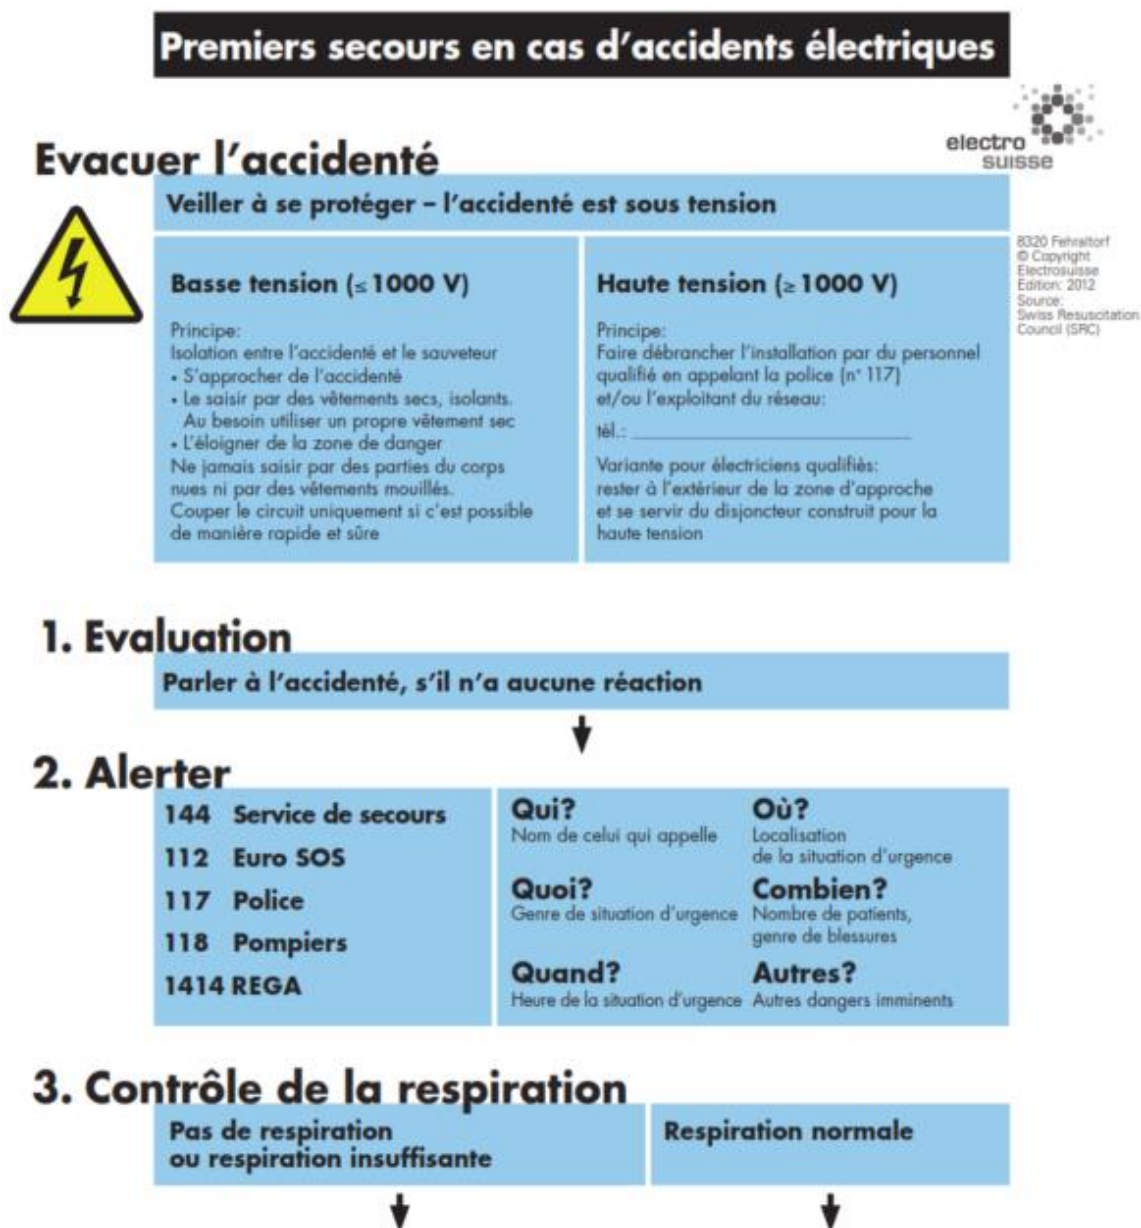 Premiers secours en cas d'accidents électriques
electro
suisse
Evacuer l'accidenté
Veiller à se protéger – l'accidenté est sous tension
8320 Fehraltorf
© Copyright
Electrosuisse
Edition: 2012
Source:
Swiss Resuscitation
Council (SRC)
Basse tension (≤ 1000 V)
Principe:
Isolation entre l'accidenté et le sauveteur
• S'approcher de l'accidenté
• Le saisir par des vêtements secs, isolants.
Au besoin utiliser un propre vêtement sec
• L'éloigner de la zone de danger
Ne jamais saisir par des parties du corps
nues ni par des vêtements mouillés.
Couper le circuit uniquement si c'est possible
de manière rapide et sûre
Haute tension (≥ 1000 V)
Principe:
Faire débrancher l'installation par du personnel
qualifié en appelant la police (n° 117)
et/ou l'exploitant du réseau:
tél.: ______________________
Variante pour électriciens qualifiés:
rester à l'extérieur de la zone d'approche
et se servir du disjoncteur construit pour la
haute tension
1. Evaluation
Parler à l'accidenté, s'il n'a aucune réaction
2. Alerter
144 Service de secours
112 Euro SOS
117 Police
118 Pompiers
1414 REGA
Qui?
Nom de celui qui appelle
Où?
Localisation
de la situation d'urgence
Quoi?
Genre de situation d'urgence
Combien?
Nombre de patients,
genre de blessures
Quand?
Heure de la situation d'urgence
Autres?
Autres dangers imminents
3. Contrôle de la respiration
Pas de respiration
ou respiration insuffisante
Respiration normale